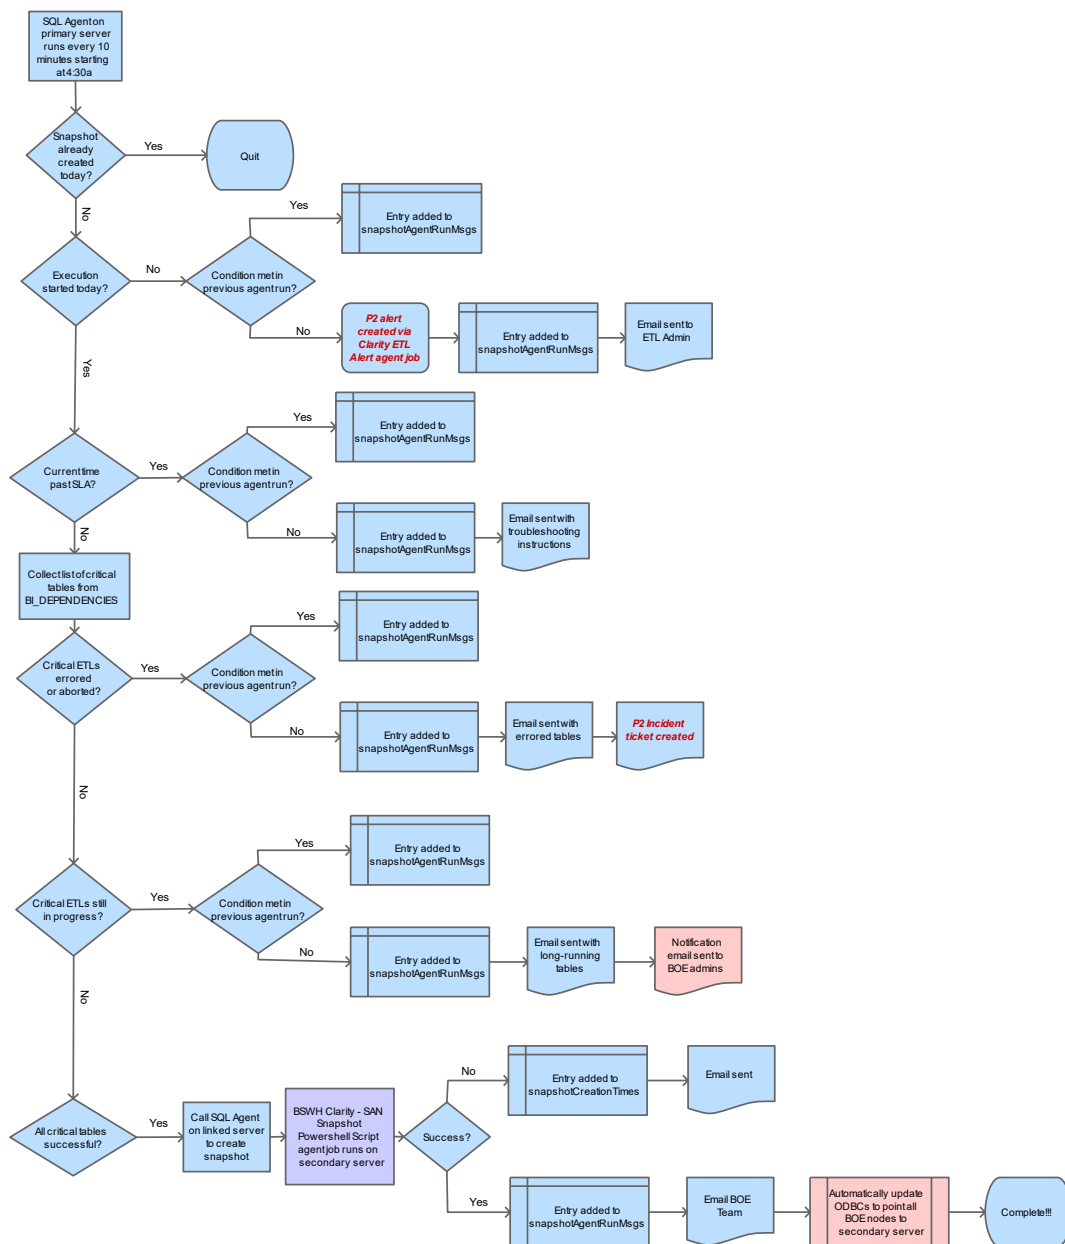 SQL Agent on
primary server
runs every 10
minutes starting
at 4:30a
Snapshot
already
created
today?
Yes
Quit
No
Execution
started today?
No
Condition met in
previous agent run?
Yes
Entry added to
snapshotAgentRunMsgs
No
P2 alert
created via
Clarity ETL
Alert agent job
Entry added to
snapshotAgentRunMsgs
Email sent to
ETL Admin
Yes
Current time
past SLA?
Yes
Condition met in
previous agent run?
Yes
Entry added to
snapshotAgentRunMsgs
No
Entry added to
snapshotAgentRunMsgs
Email sent with
troubleshooting
instructions
No
Collect list of critical
tables from
BI_DEPENDENCIES
Critical ETLs
errored
or aborted?
Yes
Condition met in
previous agent run?
Yes
Entry added to
snapshotAgentRunMsgs
No
Entry added to
snapshotAgentRunMsgs
Email sent with
errored tables
P2 Incident
ticket created
No
Critical ETLs still
in progress?
Yes
Condition met in
previous agent run?
Yes
Entry added to
snapshotAgentRunMsgs
No
Entry added to
snapshotAgentRunMsgs
Email sent with
long-running
tables
Notification
email sent to
BOE admins
No
All critical tables
successful?
Yes
Call SQL Agent
on linked server
to create
snapshot
BSWH Clarity - SAN
Snapshot
Powershell Script
agent job runs on
secondary server
Success?
No
Entry added to
snapshotCreationTimes
Email sent
Yes
Entry added to
snapshotAgentRunMsgs
Email BOE
Team
Automatically update
ODBCs to point all
BOE nodes to
secondary server
Complete!!!